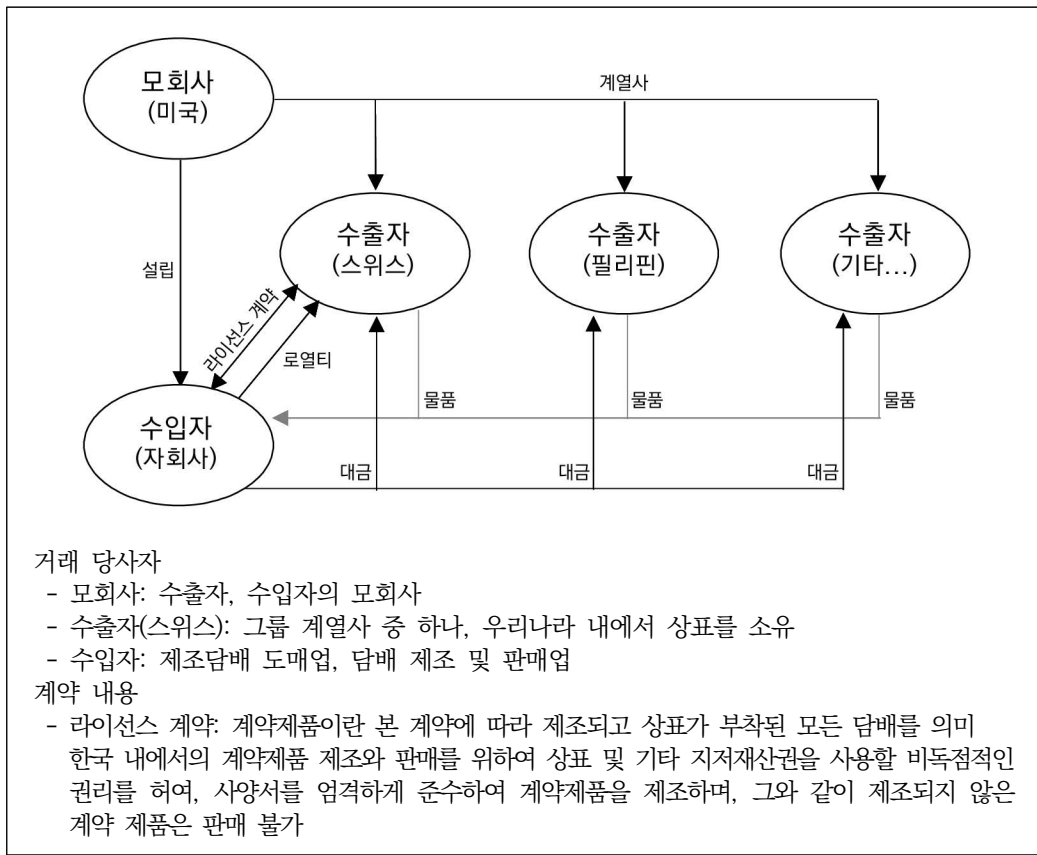 모회사
(미국)
계열사
수출자
(스위스)
수출자
(필리핀)
수출자
(기타...)
설립
라이선스 계약
로열티
물품
물품
물품
수입자
(자회사)
대금
대금
대금
거래 당사자
- 모회사: 수출자, 수입자의 모회사
- 수출자(스위스): 그룹 계열사 중 하나, 우리나라 내에서 상표를 소유
- 수입자: 제조담배 도매업, 담배 제조 및 판매업
계약 내용
- 라이선스 계약: 계약제품이란 본 계약에 따라 제조되고 상표가 부착된 모든 담배를 의미
한국 내에서의 계약제품 제조와 판매를 위하여 상표 및 기타 지저재산권을 사용할 비독점적인
권리를 허여, 사양서를 엄격하게 준수하여 계약제품을 제조하며, 그와 같이 제조되지 않은
계약 제품은 판매 불가